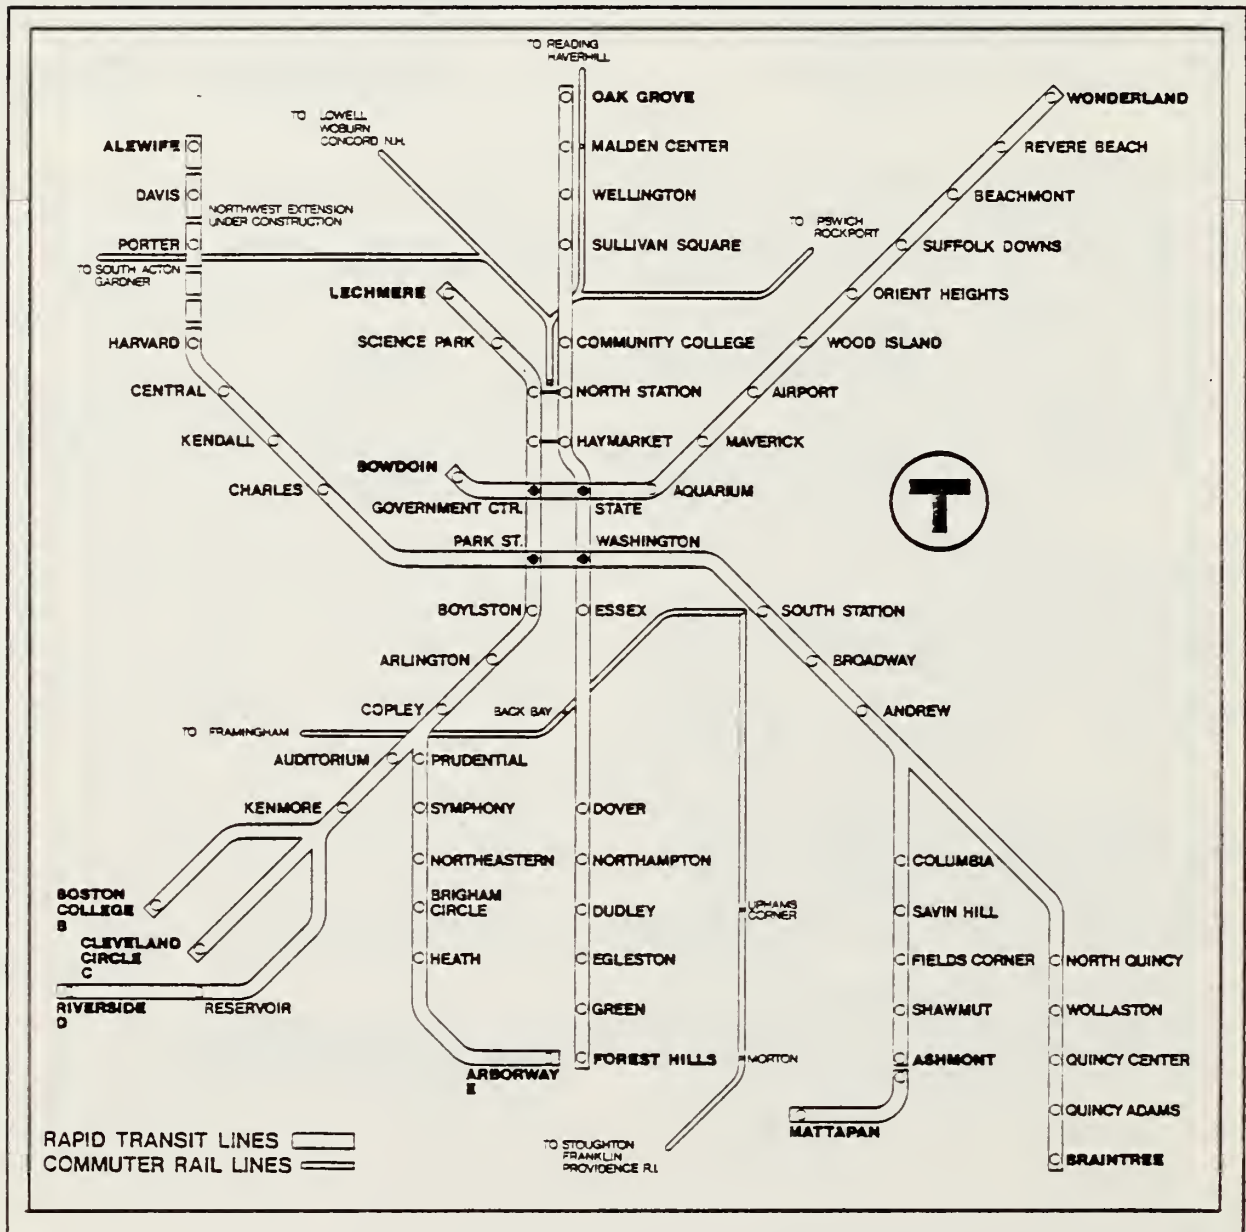 TO READING
HAVERHILL
OAK GROVE
WONDERLAND
TO LOWELL
WOBURN
CONCORD N.H.
ALEWIFE
MALDEN CENTER
REVERE BEACH
DAVIS
WELLINGTON
BEACHMONT
NORTHWEST EXTENSION
UNDER CONSTRUCTION
TO IPSWICH
ROCKPORT
PORTER
SULLIVAN SQUARE
SUFFOLK DOWNS
TO SOUTH ACTON
GARDNER
LECHMERE
ORIENT HEIGHTS
HARVARD
SCIENCE PARK
COMMUNITY COLLEGE
WOOD ISLAND
CENTRAL
NORTH STATION
AIRPORT
KENDALL
HAYMARKET
MAVERICK
BOWDOIN
CHARLES
AQUARIUM
GOVERNMENT CTR.
STATE
T
PARK ST.
WASHINGTON
BOYLSTON
ESSEX
SOUTH STATION
ARLINGTON
BROADWAY
COPLEY
BACK BAY
ANDREW
TO FRAMINGHAM
AUDITORIUM
PRUDENTIAL
KENMORE
SYMPHONY
DOVER
NORTHEASTERN
NORTHAMPTON
COLUMBIA
BOSTON
COLLEGE
B
BRIGHAM
CIRCLE
DUDLEY
UPHAMS
CORNER
SAVIN HILL
CLEVELAND
CIRCLE
C
HEATH
EGLESTON
FIELDS CORNER
NORTH QUINCY
RIVERSIDE
D
RESERVOIR
GREEN
SHAWMUT
WOLLASTON
ARBORWAY
E
FOREST HILLS
MORTON
ASHMONT
QUINCY CENTER
MATTAPAN
QUINCY ADAMS
RAPID TRANSIT LINES
COMMUTER RAIL LINES
TO STOUGHTON
FRANKLIN
PROVIDENCE R.I.
BRAINTREE